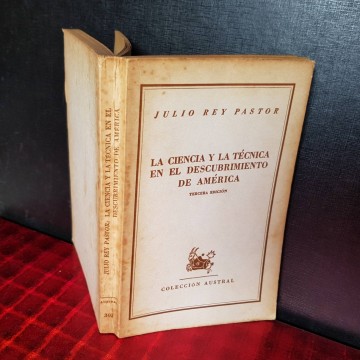 JULIO REY PASTOR
LA CIENCIA Y LA TÉCNICA
EN EL DESCUBRIMIENTO
DE AMÉRICA
TERCERA EDICIÓN
COLECCIÓN AUSTRAL
JULIO REY PASTOR: LA CIENCIA Y LA TÉCNICA EN EL
DESCUBRIMIENTO DE AMÉRICA